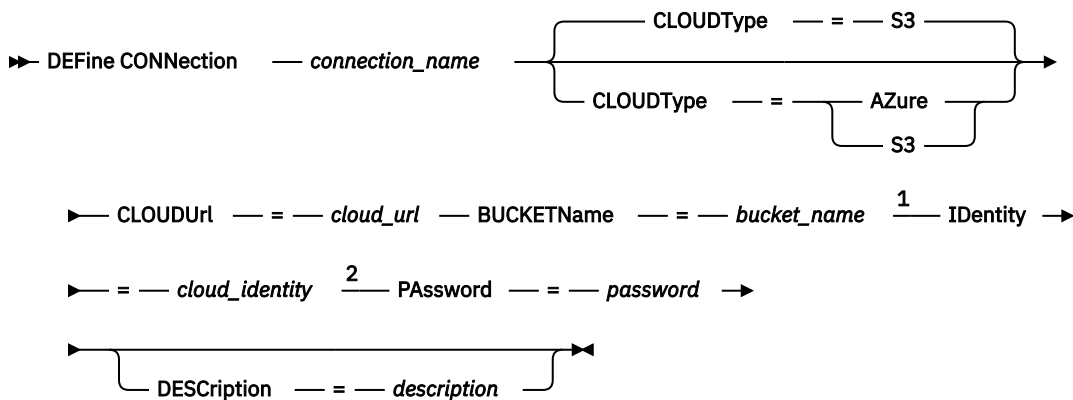 CLOUDType = S3
DEFine CONNection connection_name
CLOUDType = AZure
S3
CLOUDUrl = cloud_url BUCKETName = bucket_name 1 IDentity
= cloud_identity 2 PAssword = password
DESCription = description